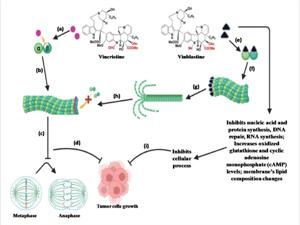 (a)
Vincristine
Vinblastine
(e)
α
β
(b)
(f)
(g)
(h)
(c)
(d)
(i)
Inhibits
cellular
process
Inhibits nucleic acid and
protein synthesis, DNA
repair, RNA synthesis;
Increases oxidized
glutathione and cyclic
adenosine
monophosphate (cAMP)
levels; membrane's lipid
composition changes
Metaphase
Anaphase
Tumor cells growth